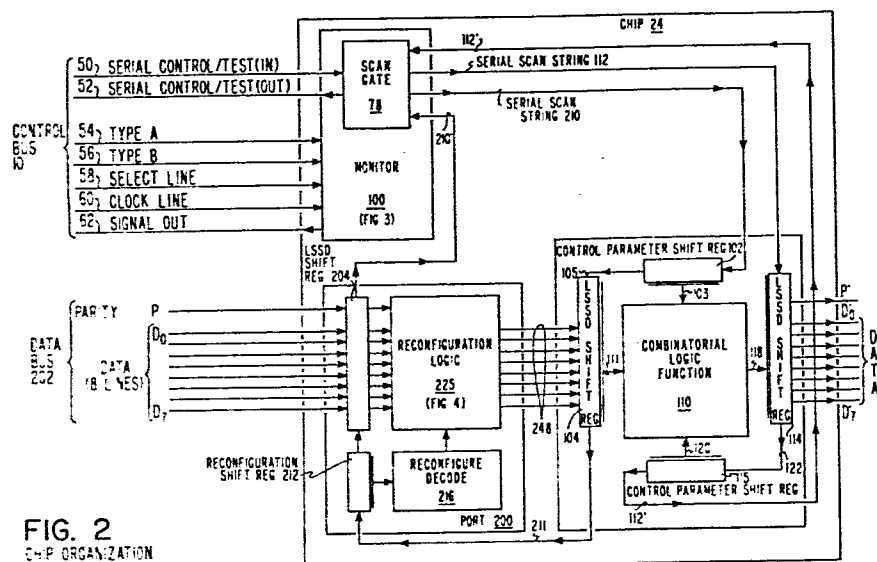 CHIP 24
50 SERIAL CONTROL/TEST(IN)
52 SERIAL CONTROL/TEST(OUT)
CONTROL
BUS
10
54 TYPE A
56 TYPE B
58 SELECT LINE
60 CLOCK LINE
62 SIGNAL OUT
SCAN
GATE
78
112'
SERIAL SCAN STRING 112
SERIAL SCAN
STRING 210
210'
MONITOR
100
(FIG 3)
LSSD
SHIFT
REG 204
CONTROL PARAMETER SHIFT REG 102
105
103
PARITY P
DATA
BUS 202
DATA
(8 LINES)
D0
D7
RECONFIGURATION
LOGIC
225
(FIG 4)
248
LSSD SHIFT REG
104
111
COMBINATORIAL
LOGIC
FUNCTION
110
118
LSSD SHIFT REG
114
P'
D'0
D'7
DATA
122
120
115
CONTROL PARAMETER SHIFT REG
112'
RECONFIGURATION
SHIFT REG 212
RECONFIGURE
DECODE
216
PORT 200
211
FIG. 2
CHIP ORGANIZATION